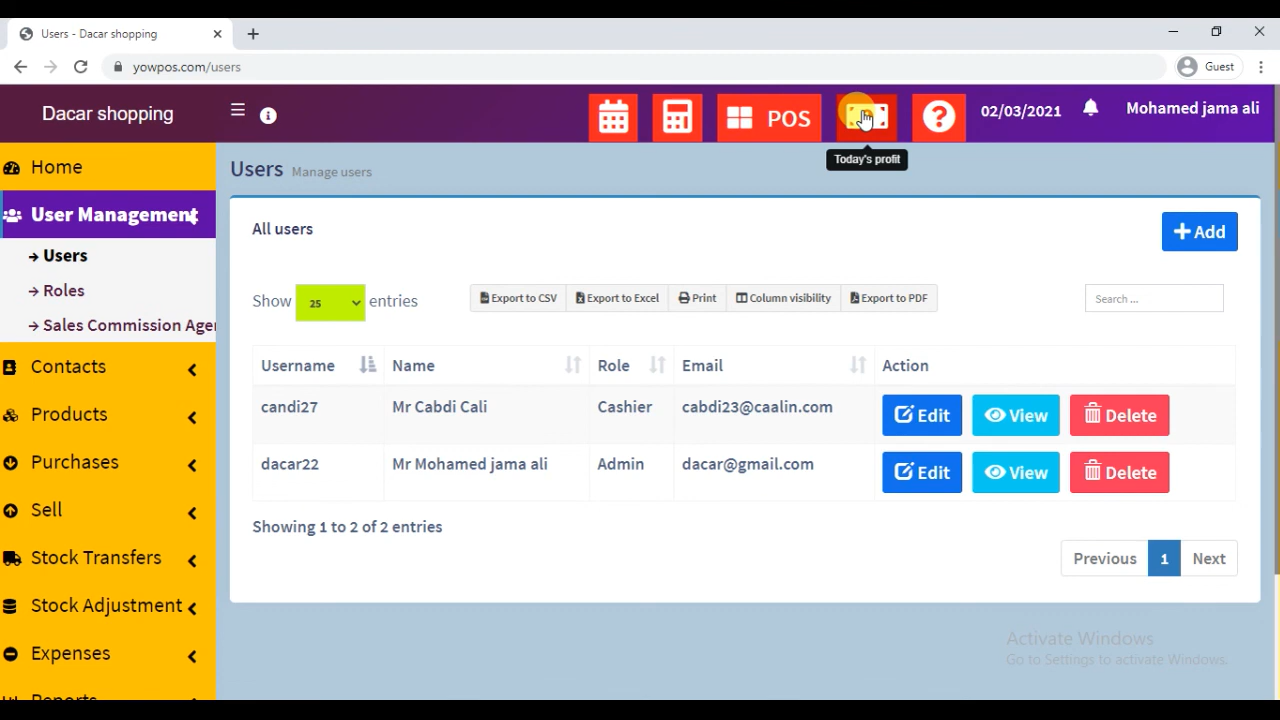 Users - Dacar shopping
yowpos.com/users
Guest
Dacar shopping
POS
02/03/2021
Mohamed jama ali
Today's profit
Home
User Management
Users
Roles
Sales Commission Age
Contacts
Products
Purchases
Sell
Stock Transfers
Stock Adjustment
Expenses
Reports
Users Manage users
All users
Add
Show 25 entries
Export to CSV Export to Excel Print Column visibility Export to PDF
Search ...
Username Name Role Email Action
candi27 Mr Cabdi Cali Cashier cabdi23@caalin.com Edit View Delete
dacar22 Mr Mohamed jama ali Admin dacar@gmail.com Edit View Delete
Showing 1 to 2 of 2 entries
Previous 1 Next
Activate Windows
Go to Settings to activate Windows.